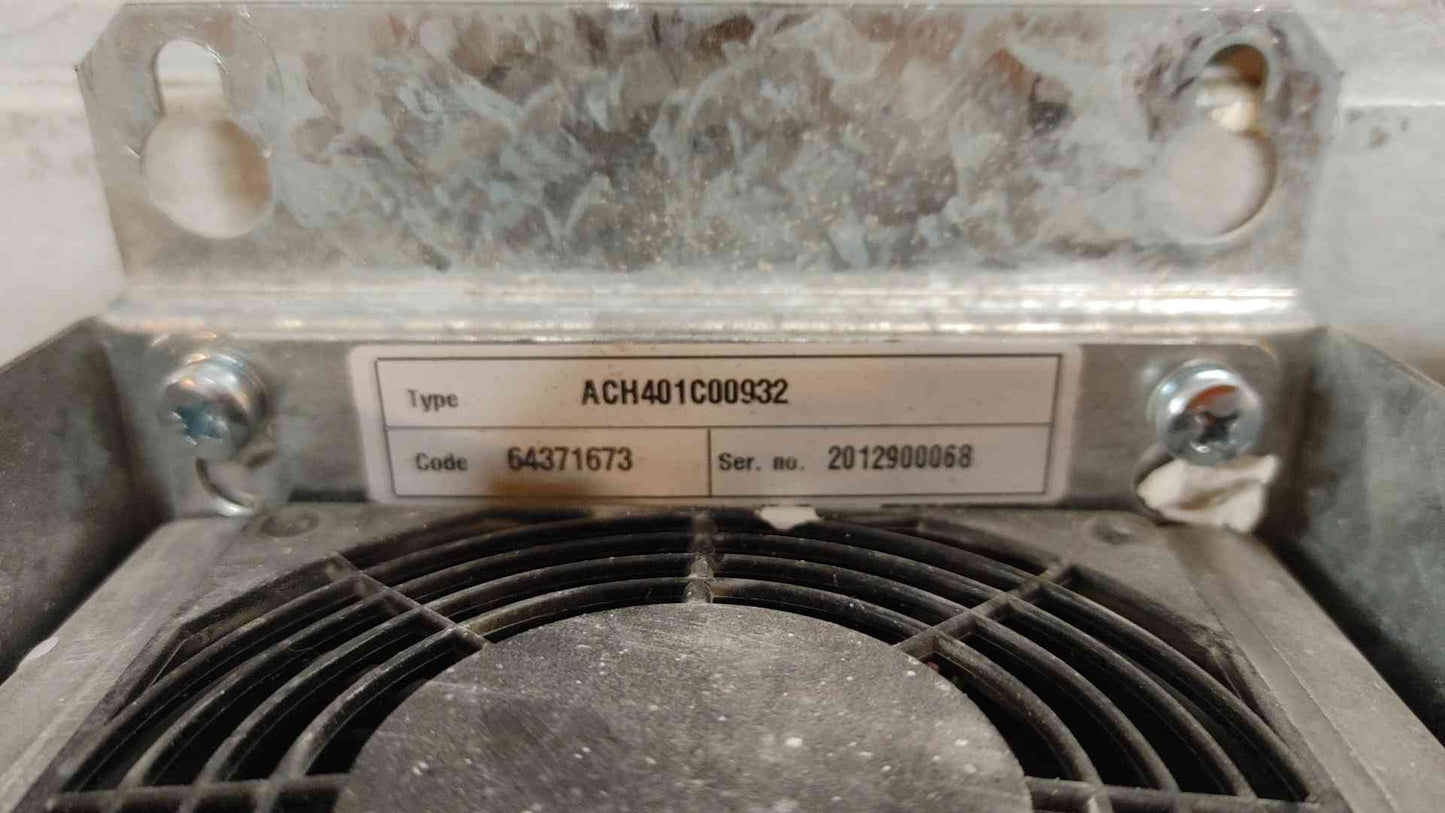 Type ACH401C00932
Code 64371673 Ser. no. 2012900068